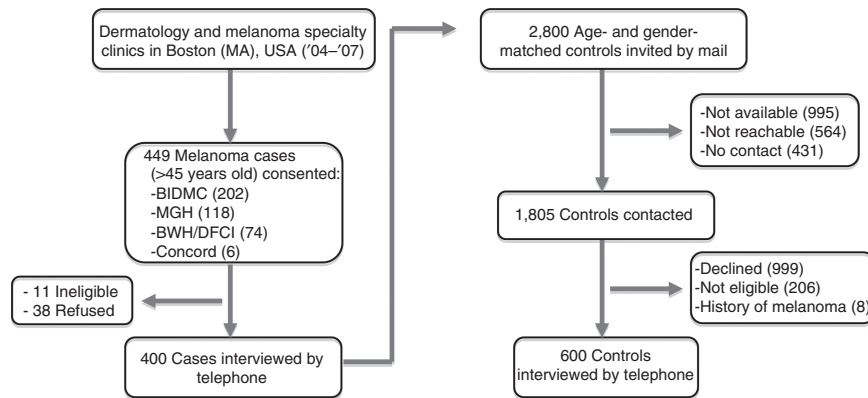 Dermatology and melanoma specialty
clinics in Boston (MA), USA (′04–′07)
449 Melanoma cases
(>45 years old) consented:
-BIDMC (202)
-MGH (118)
-BWH/DFCI (74)
-Concord (6)
- 11 Ineligible
- 38 Refused
400 Cases interviewed by
telephone
2,800 Age- and gender-
matched controls invited by mail
-Not available (995)
-Not reachable (564)
-No contact (431)
1,805 Controls contacted
-Declined (999)
-Not eligible (206)
-History of melanoma (8)
600 Controls
interviewed by telephone